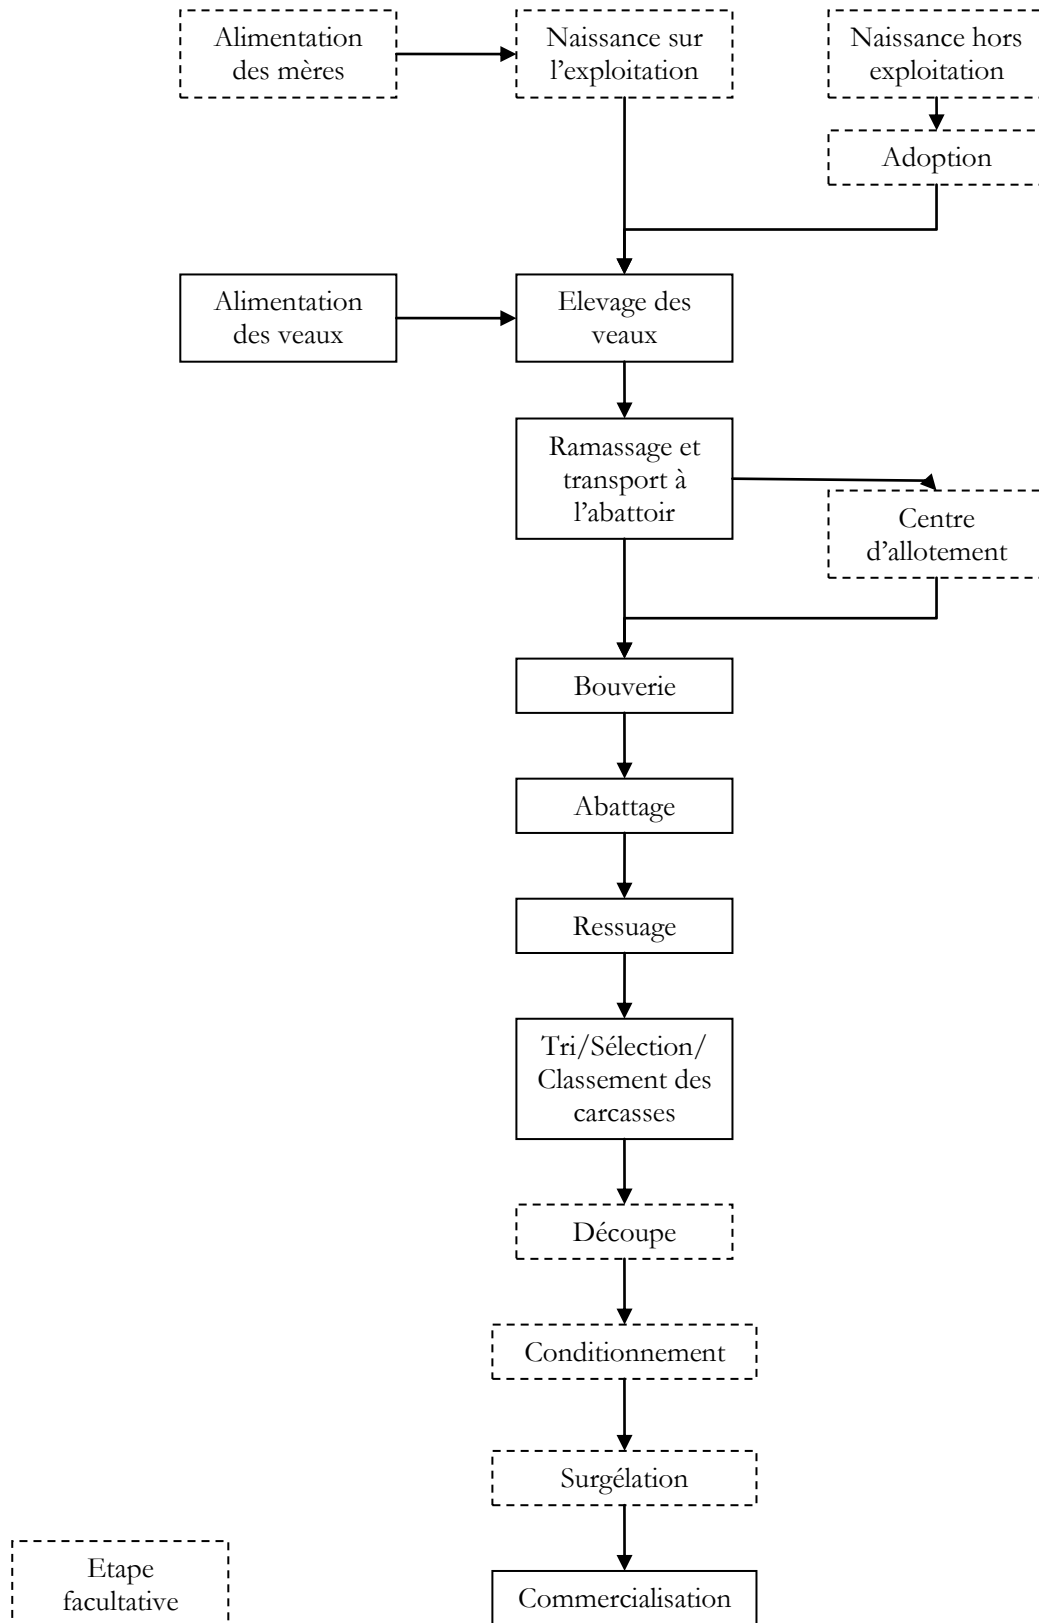 Alimentation
des mères
Naissance sur
l’exploitation
Naissance hors
exploitation
Adoption
Alimentation
des veaux
Elevage des
veaux
Ramassage et
transport à
l’abattoir
Centre
d’allotement
Bouverie
Abattage
Ressuage
Tri/Sélection/
Classement des
carcasses
Découpe
Conditionnement
Surgélation
Etape
facultative
Commercialisation